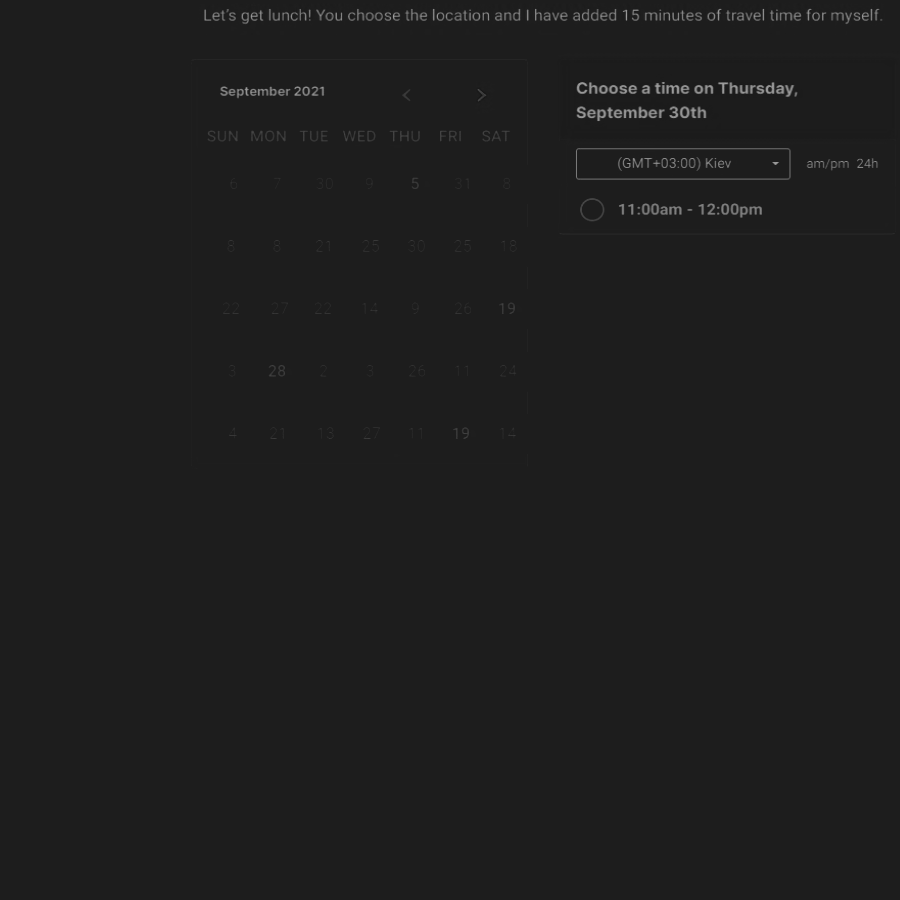 Let's get lunch! You choose the location and I have added 15 minutes of travel time for myself.
September 2021
SUN MON TUE WED THU FRI SAT
6 7 30 9 5 31 8
8 8 21 25 30 25 18
22 27 22 14 9 26 19
3 28 2 3 26 11 24
4 21 13 27 11 19 14
Choose a time on Thursday,
September 30th
(GMT+03:00) Kiev
am/pm 24h
11:00am - 12:00pm